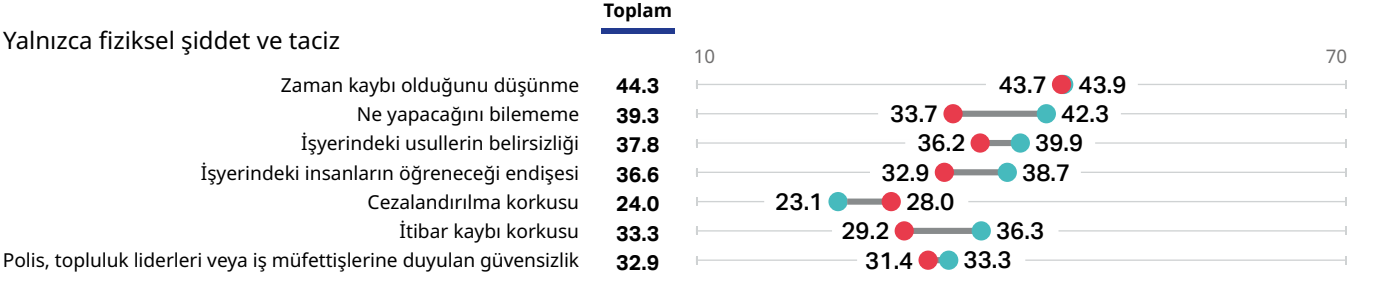 Toplam
Yalnızca fiziksel şiddet ve taciz
10 70
Zaman kaybı olduğunu düşünme 44.3 43.7 43.9
Ne yapacağını bilememe 39.3 33.7 42.3
İşyerindeki usullerin belirsizliği 37.8 36.2 39.9
İşyerindeki insanların öğreneceği endişesi 36.6 32.9 38.7
Cezalandırılma korkusu 24.0 23.1 28.0
İtibar kaybı korkusu 33.3 29.2 36.3
Polis, topluluk liderleri veya iş müfettişlerine duyulan güvensizlik 32.9 31.4 33.3